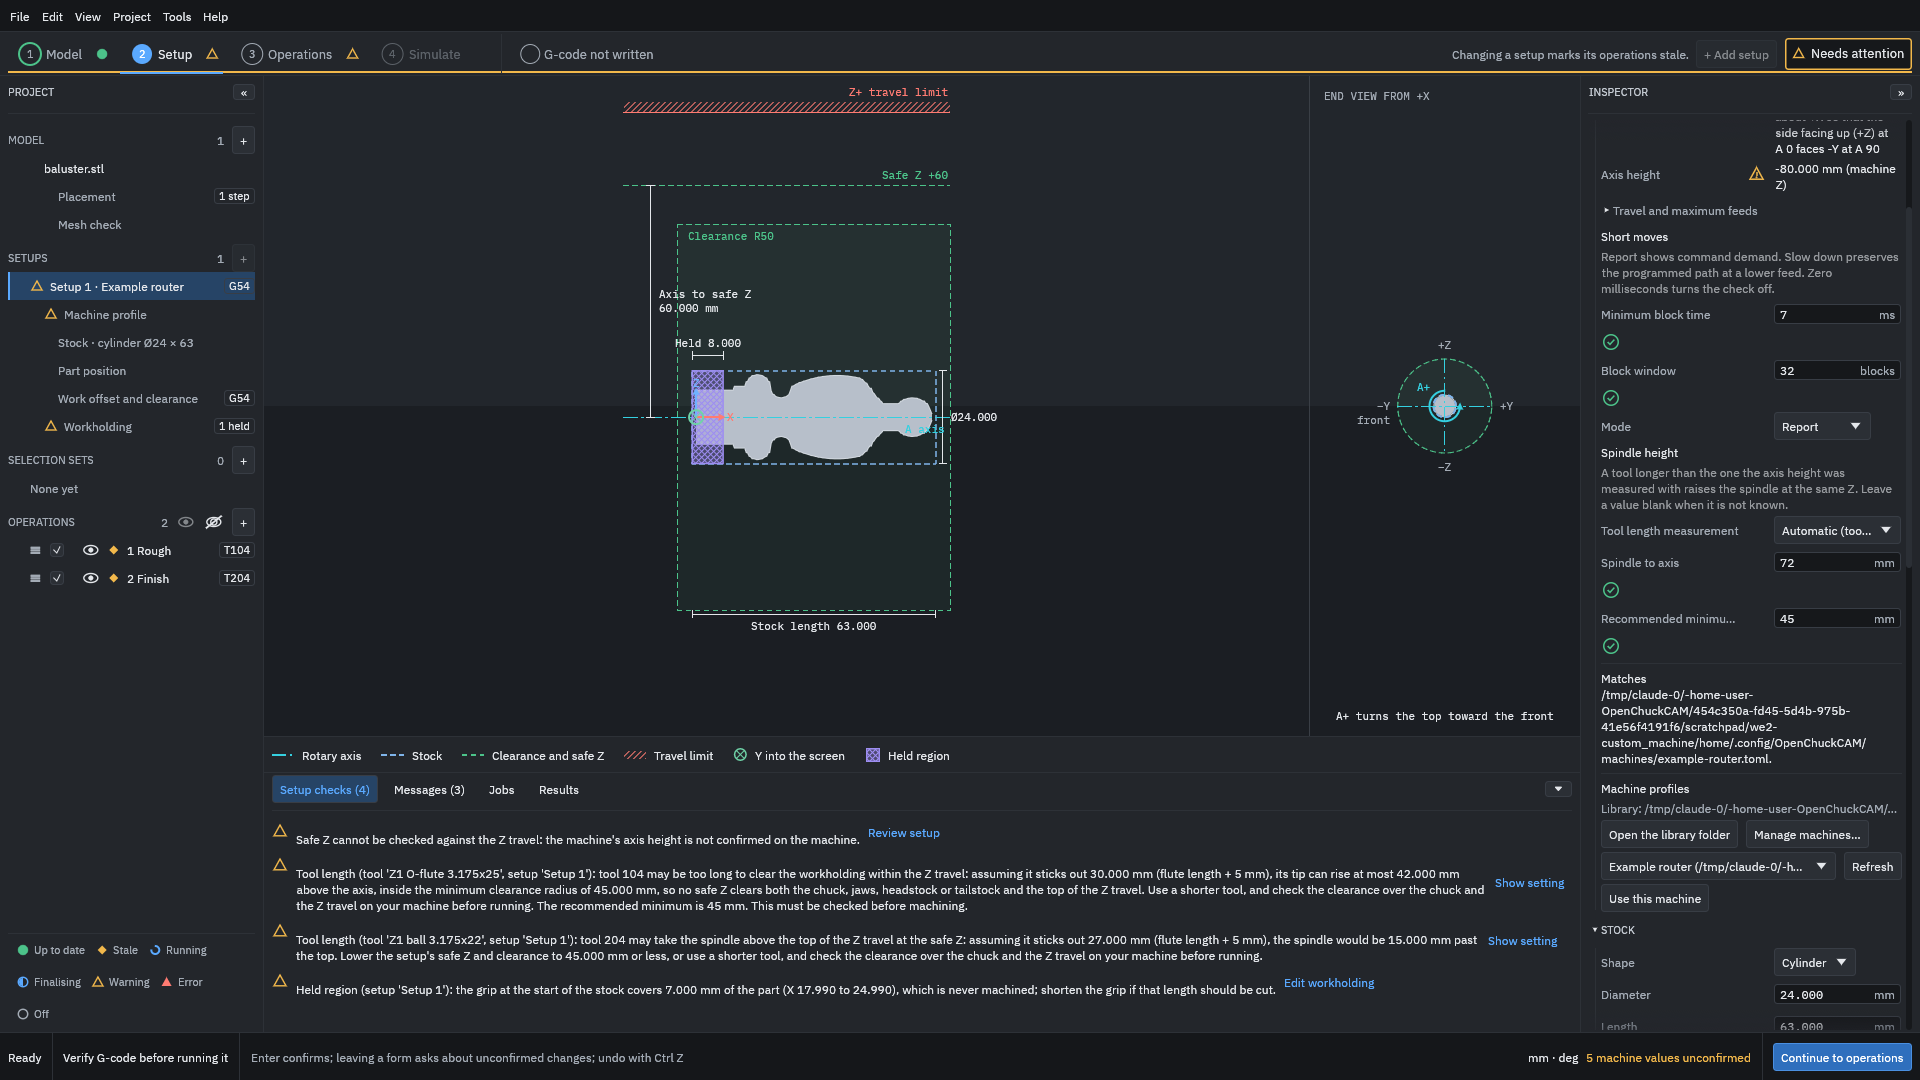 File Edit View Project Tools Help
1 Model 2 Setup 3 Operations 4 Simulate G-code not written Changing a setup marks its operations stale. + Add setup Needs attention
PROJECT «
MODEL 1 +
baluster.stl
Placement 1 step
Mesh check
SETUPS 1 +
Setup 1 · Example router G54
Machine profile
Stock · cylinder Ø24 × 63
Part position
Work offset and clearance G54
Workholding 1 held
SELECTION SETS 0 +
None yet
OPERATIONS 2 +
1 Rough T104
2 Finish T204
Up to date Stale Running
Finalising Warning Error
Off
Z+ travel limit
Safe Z +60
Clearance R50
Axis to safe Z
60.000 mm
Held 8.000
X
A axis
Ø24.000
Stock length 63.000
END VIEW FROM +X
+Z
A+
−Y
+Y
front
−Z
A+ turns the top toward the front
Rotary axis Stock Clearance and safe Z Travel limit Y into the screen Held region
Setup checks (4) Messages (3) Jobs Results
Safe Z cannot be checked against the Z travel: the machine's axis height is not confirmed on the machine. Review setup
Tool length (tool 'Z1 O-flute 3.175x25', setup 'Setup 1'): tool 104 may be too long to clear the workholding within the Z travel: assuming it sticks out 30.000 mm (flute length + 5 mm), its tip can rise at most 42.000 mm
above the axis, inside the minimum clearance radius of 45.000 mm, so no safe Z clears both the chuck, jaws, headstock or tailstock and the top of the Z travel. Use a shorter tool, and check the clearance over the chuck and
the Z travel on your machine before running. The recommended minimum is 45 mm. This must be checked before machining.
Show setting
Tool length (tool 'Z1 ball 3.175x22', setup 'Setup 1'): tool 204 may take the spindle above the top of the Z travel at the safe Z: assuming it sticks out 27.000 mm (flute length + 5 mm), the spindle would be 15.000 mm past
the top. Lower the setup's safe Z and clearance to 45.000 mm or less, or use a shorter tool, and check the clearance over the chuck and the Z travel on your machine before running.
Show setting
Held region (setup 'Setup 1'): the grip at the start of the stock covers 7.000 mm of the part (X 17.990 to 24.990), which is never machined; shorten the grip if that length should be cut. Edit workholding
INSPECTOR »
side facing up (+Z) at
A 0 faces -Y at A 90
Axis height -80.000 mm (machine
Z)
Travel and maximum feeds
Short moves
Report shows command demand. Slow down preserves
the programmed path at a lower feed. Zero
milliseconds turns the check off.
Minimum block time 7 ms
Block window 32 blocks
Mode Report
Spindle height
A tool longer than the one the axis height was
measured with raises the spindle at the same Z. Leave
a value blank when it is not known.
Tool length measurement Automatic (too...
Spindle to axis 72 mm
Recommended minimu... 45 mm
Matches
/tmp/claude-0/-home-user-
OpenChuckCAM/454c350a-fd45-5d4b-975b-
41e56f4191f6/scratchpad/we2-
custom_machine/home/.config/OpenChuckCAM/
machines/example-router.toml.
Machine profiles
Library: /tmp/claude-0/-home-user-OpenChuckCAM/...
Open the library folder Manage machines...
Example router (/tmp/claude-0/-h... Refresh
Use this machine
STOCK
Shape Cylinder
Diameter 24.000 mm
Length 63.000 mm
Ready Verify G-code before running it Enter confirms; leaving a form asks about unconfirmed changes; undo with Ctrl Z mm · deg 5 machine values unconfirmed Continue to operations